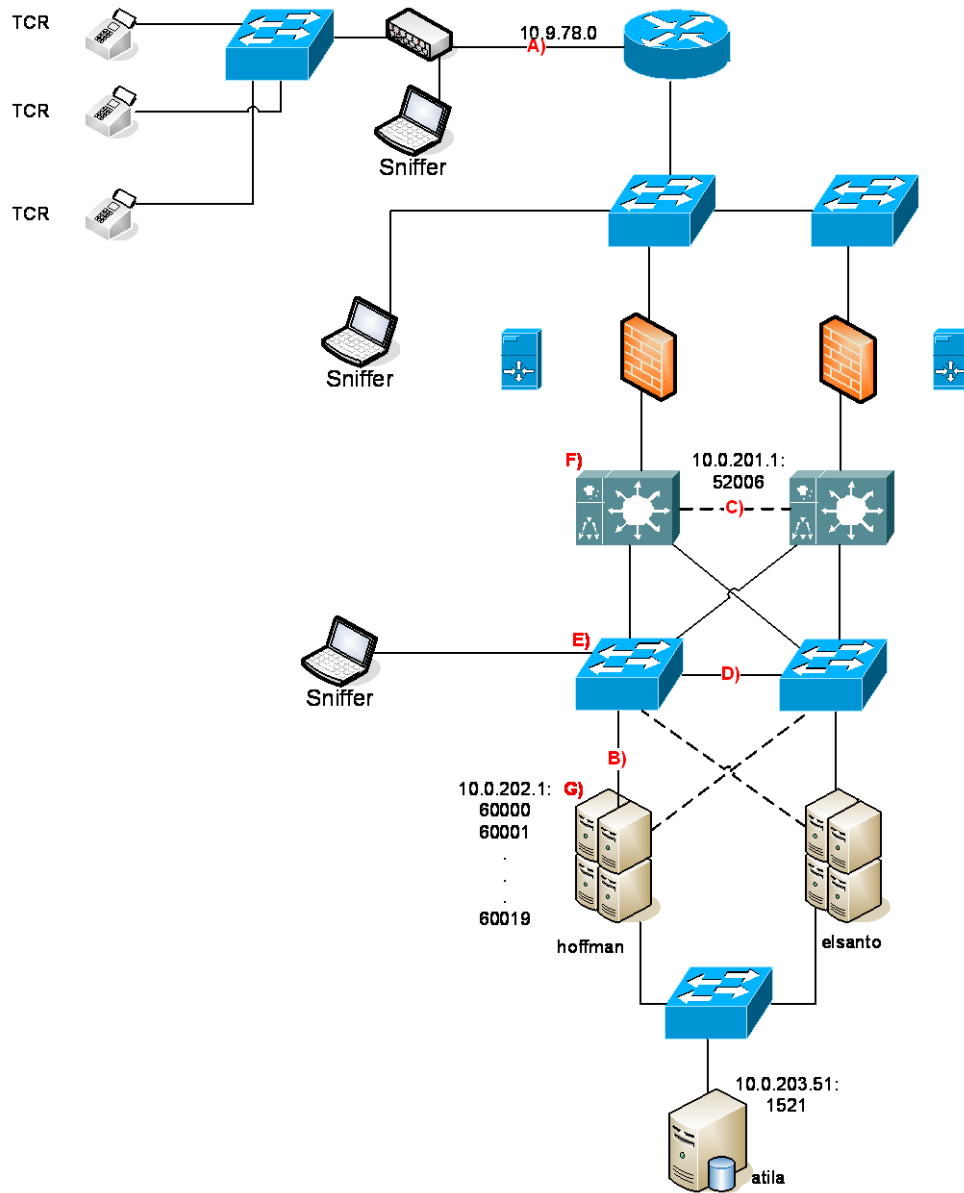 TCR
10.9.78.0
A)
TCR
Sniffer
TCR
Sniffer
F)
10.0.201.1:
52006
C)
E)
D)
Sniffer
B)
10.0.202.1:
G)
60000
60001
.
.
60019
hoffman
elsanto
10.0.203.51:
1521
atila